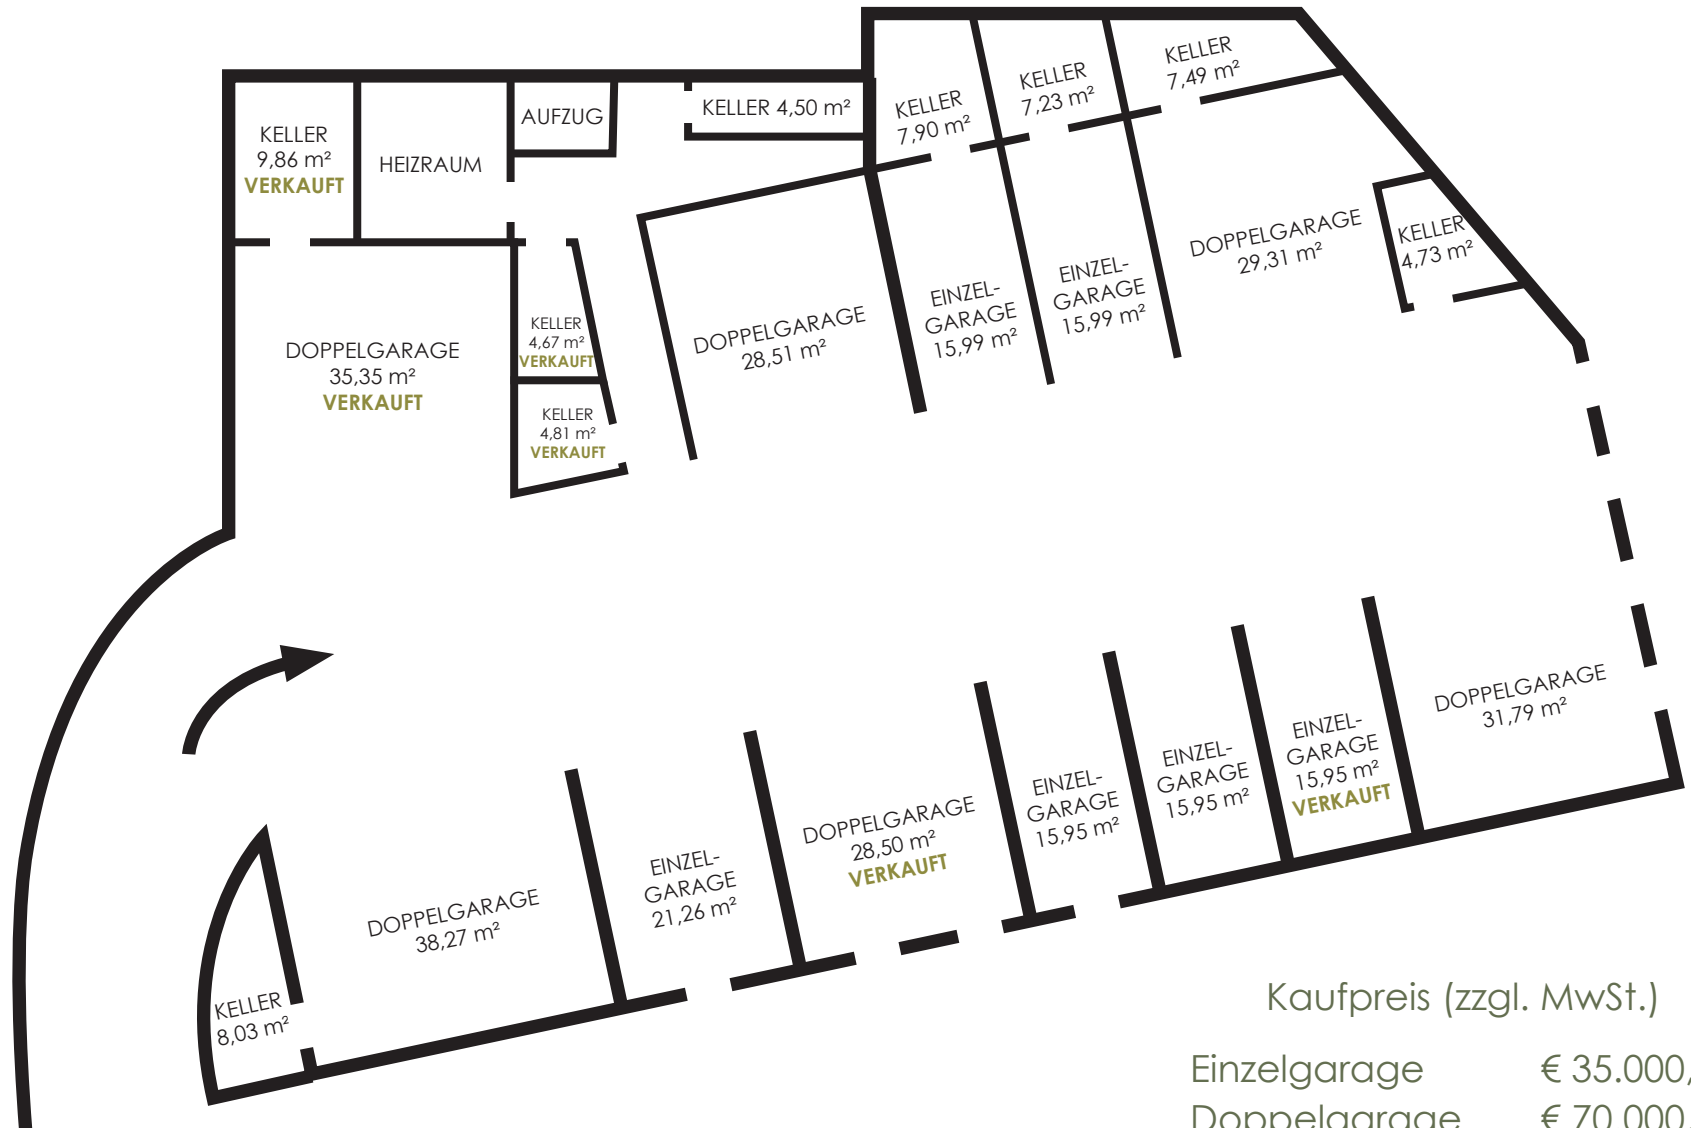 KELLER
7,49 m²
KELLER
7,23 m²
KELLER
7,90 m²
KELLER 4,50 m²
AUFZUG
KELLER
9,86 m²
VERKAUFT
HEIZRAUM
DOPPELGARAGE
29,31 m²
KELLER
4,73 m²
EINZEL-
GARAGE
15,99 m²
EINZEL-
GARAGE
15,99 m²
DOPPELGARAGE
28,51 m²
KELLER
4,67 m²
VERKAUFT
DOPPELGARAGE
35,35 m²
VERKAUFT
KELLER
4,81 m²
VERKAUFT
DOPPELGARAGE
31,79 m²
EINZEL-
GARAGE
15,95 m²
VERKAUFT
EINZEL-
GARAGE
15,95 m²
EINZEL-
GARAGE
15,95 m²
DOPPELGARAGE
28,50 m²
VERKAUFT
EINZEL-
GARAGE
21,26 m²
DOPPELGARAGE
38,27 m²
KELLER
8,03 m²
Kaufpreis (zzgl. MwSt.)
Einzelgarage € 35.000,
Doppelgarage € 70.000,